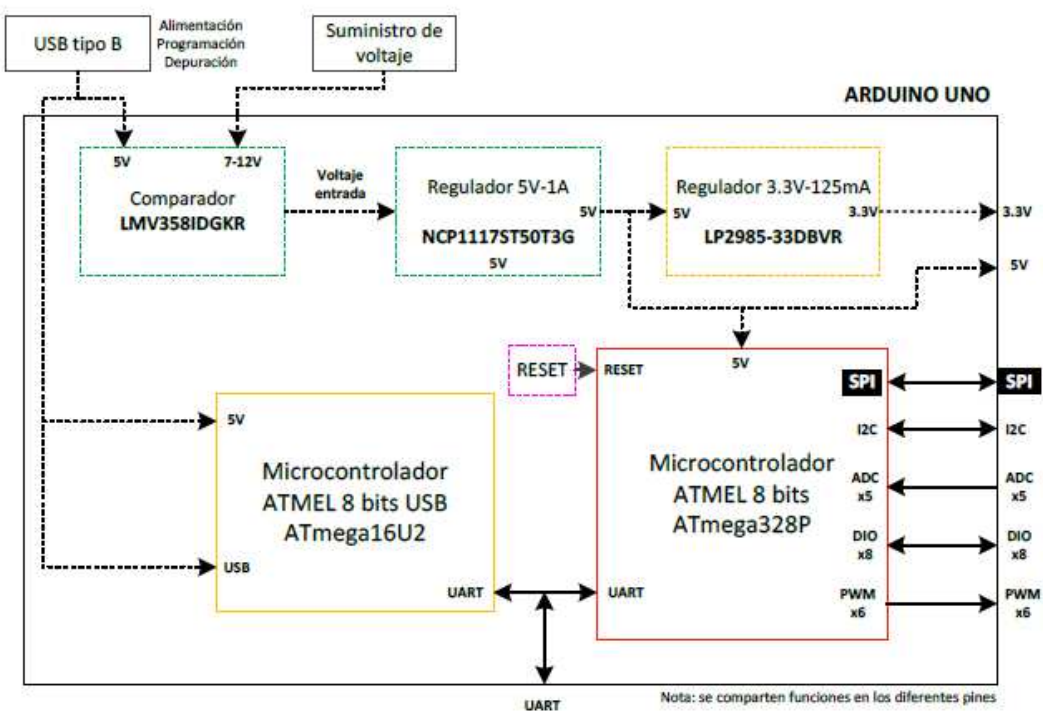 USB tipo B
Alimentación
Programación
Depuración
Suministro de
voltaje
ARDUINO UNO
5V
7-12V
Comparador
LMV358IDGKR
Voltaje
entrada
Regulador 5V-1A
5V
NCP1117ST50T3G
5V
Regulador 3.3V-125mA
5V
3.3V
LP2985-33DBVR
3.3V
5V
RESET
RESET
5V
SPI
SPI
I2C
I2C
ADC
x5
ADC
x5
DIO
x8
DIO
x8
PWM
x6
PWM
x6
Microcontrolador
ATMEL 8 bits
ATmega328P
UART
5V
Microcontrolador
ATMEL 8 bits USB
ATmega16U2
USB
UART
UART
Nota: se comparten funciones en los diferentes pines